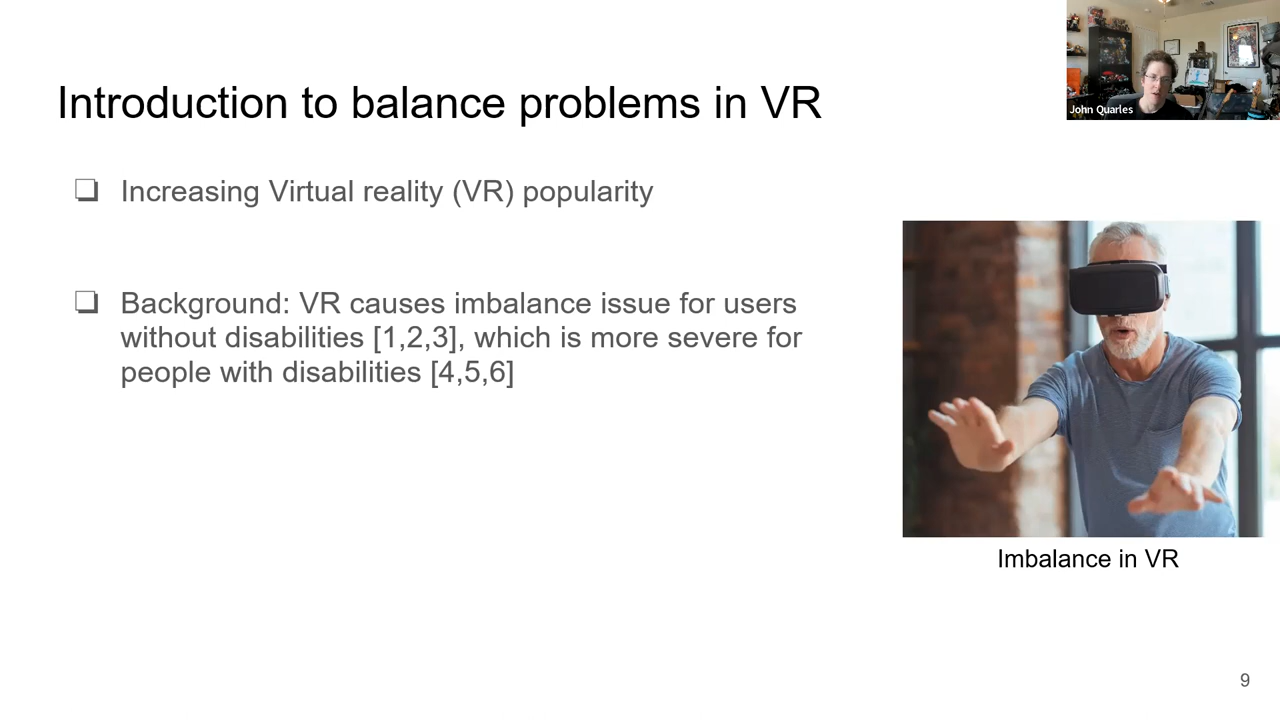 John Quarles
Introduction to balance problems in VR
❏ Increasing Virtual reality (VR) popularity
❏ Background: VR causes imbalance issue for users
without disabilities [1,2,3], which is more severe for
people with disabilities [4,5,6]
Imbalance in VR
9